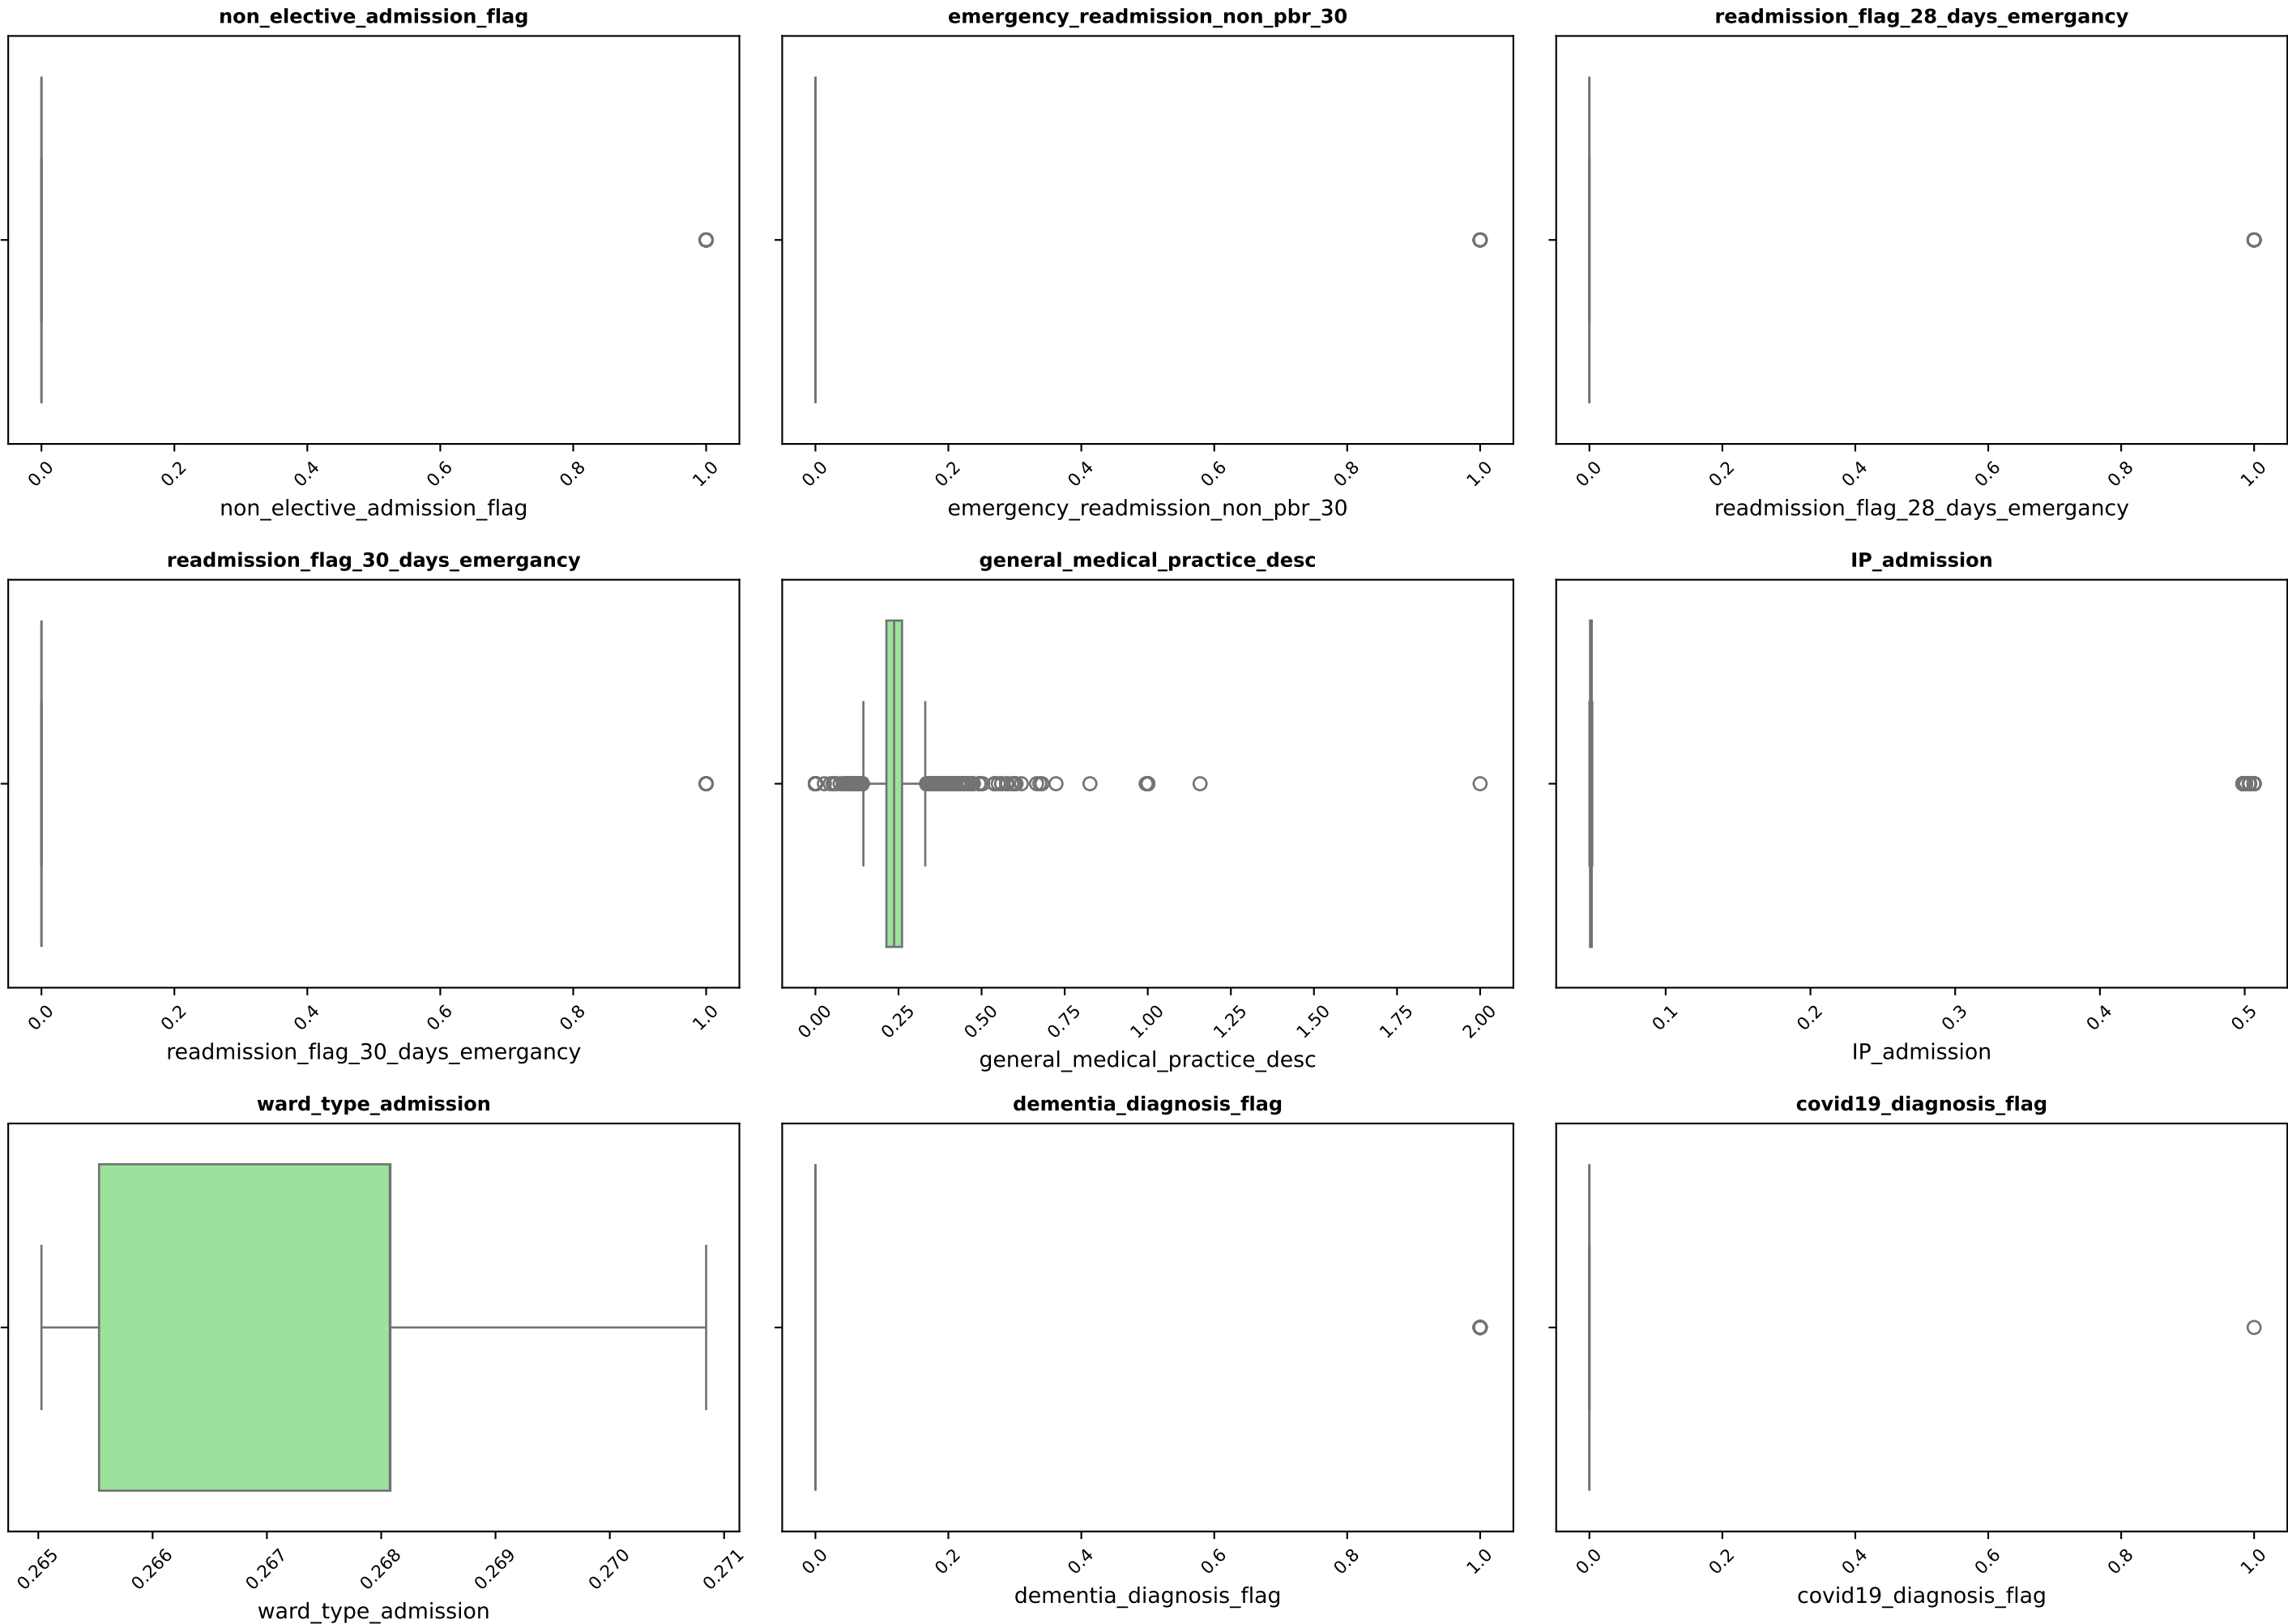 non_elective_admission_flag
emergency_readmission_non_pbr_30
readmission_flag_28_days_emergancy
0.0 0.2 0.4 0.6 0.8 1.0
0.0 0.2 0.4 0.6 0.8 1.0
0.0 0.2 0.4 0.6 0.8 1.0
non_elective_admission_flag
emergency_readmission_non_pbr_30
readmission_flag_28_days_emergancy
readmission_flag_30_days_emergancy
general_medical_practice_desc
IP_admission
0.0 0.2 0.4 0.6 0.8 1.0
0.00 0.25 0.50 0.75 1.00 1.25 1.50 1.75 2.00
0.1 0.2 0.3 0.4 0.5
readmission_flag_30_days_emergancy
general_medical_practice_desc
IP_admission
ward_type_admission
dementia_diagnosis_flag
covid19_diagnosis_flag
0.265 0.266 0.267 0.268 0.269 0.270 0.271
0.0 0.2 0.4 0.6 0.8 1.0
0.0 0.2 0.4 0.6 0.8 1.0
ward_type_admission
dementia_diagnosis_flag
covid19_diagnosis_flag